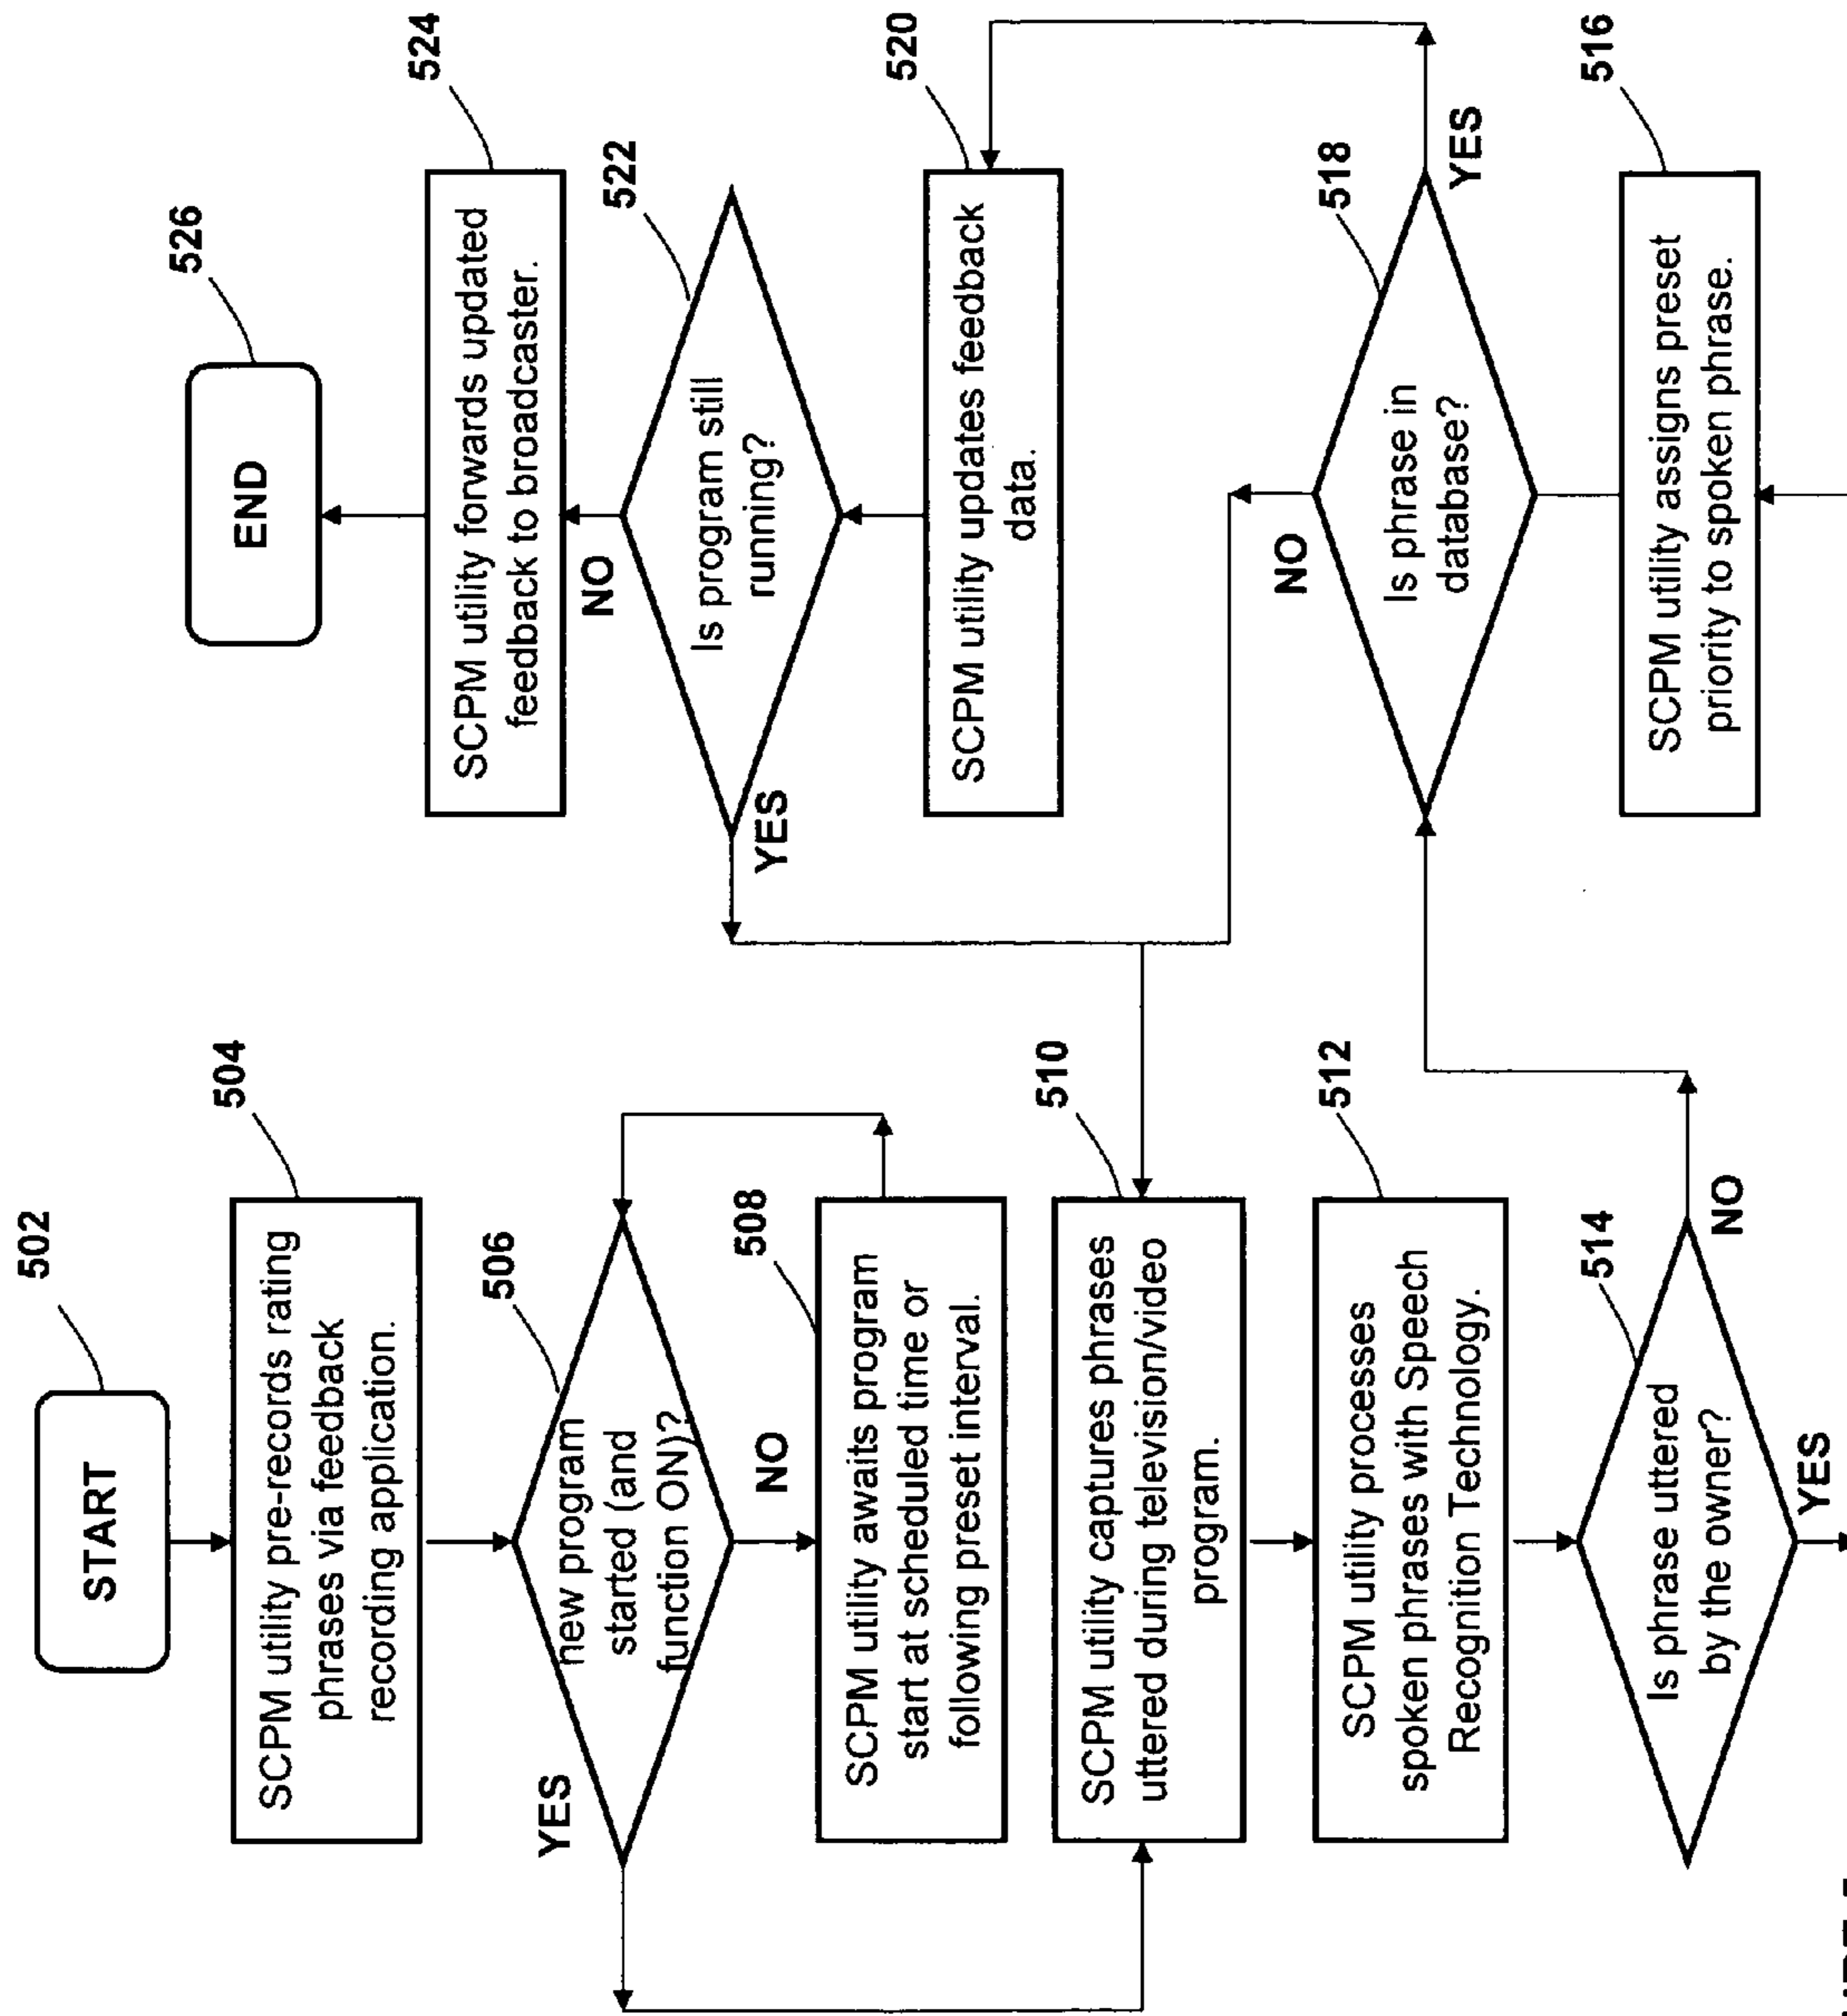 502
START
504
SCPM utility pre-records rating
phrases via feedback
recording application.
506
new program
started (and
function ON)?
YES
NO
508
SCPM utility awaits program
start at scheduled time or
following preset interval.
510
SCPM utility captures phrases
uttered during television/video
program.
512
SCPM utility processes
spoken phrases with Speech
Recognition Technology.
514
Is phrase uttered
by the owner?
NO
YES
526
END
524
SCPM utility forwards updated
feedback to broadcaster.
NO
522
Is program still
running?
YES
520
SCPM utility updates feedback
data.
518
NO
Is phrase in
database?
YES
516
SCPM utility assigns preset
priority to spoken phrase.